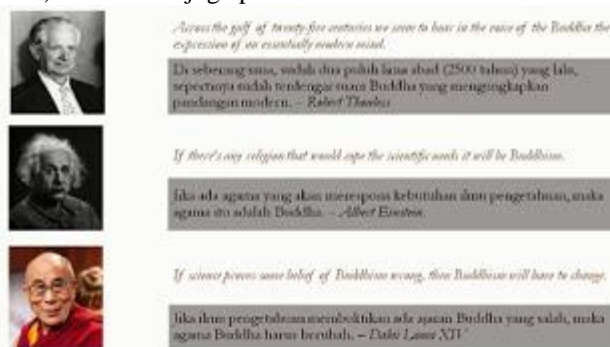 Across the gulf of twenty-five centuries we seem to hear in the voice of the Buddha the
expression of an essentially modern mind.
Di seberang sana, sudah dua puluh lima abad (2500 tahun) yang lalu,
sepertinya sudah terdengar suara Buddha yang mengungkapkan
pandangan modern. – Robert
If there's any religion that would cope the scientific needs it will be Buddhism.
Jika ada agama yang akan merespons kebutuhan ilmu pengetahuan, maka
agama itu adalah Buddha. – Albert Einstein
If science proves some belief of Buddhism wrong, then Buddhism will have to change.
Jika ilmu pengetahuan membuktikan ada ajaran Buddha yang salah, maka
agama Buddha harus berubah. – Dalai Lama XIV